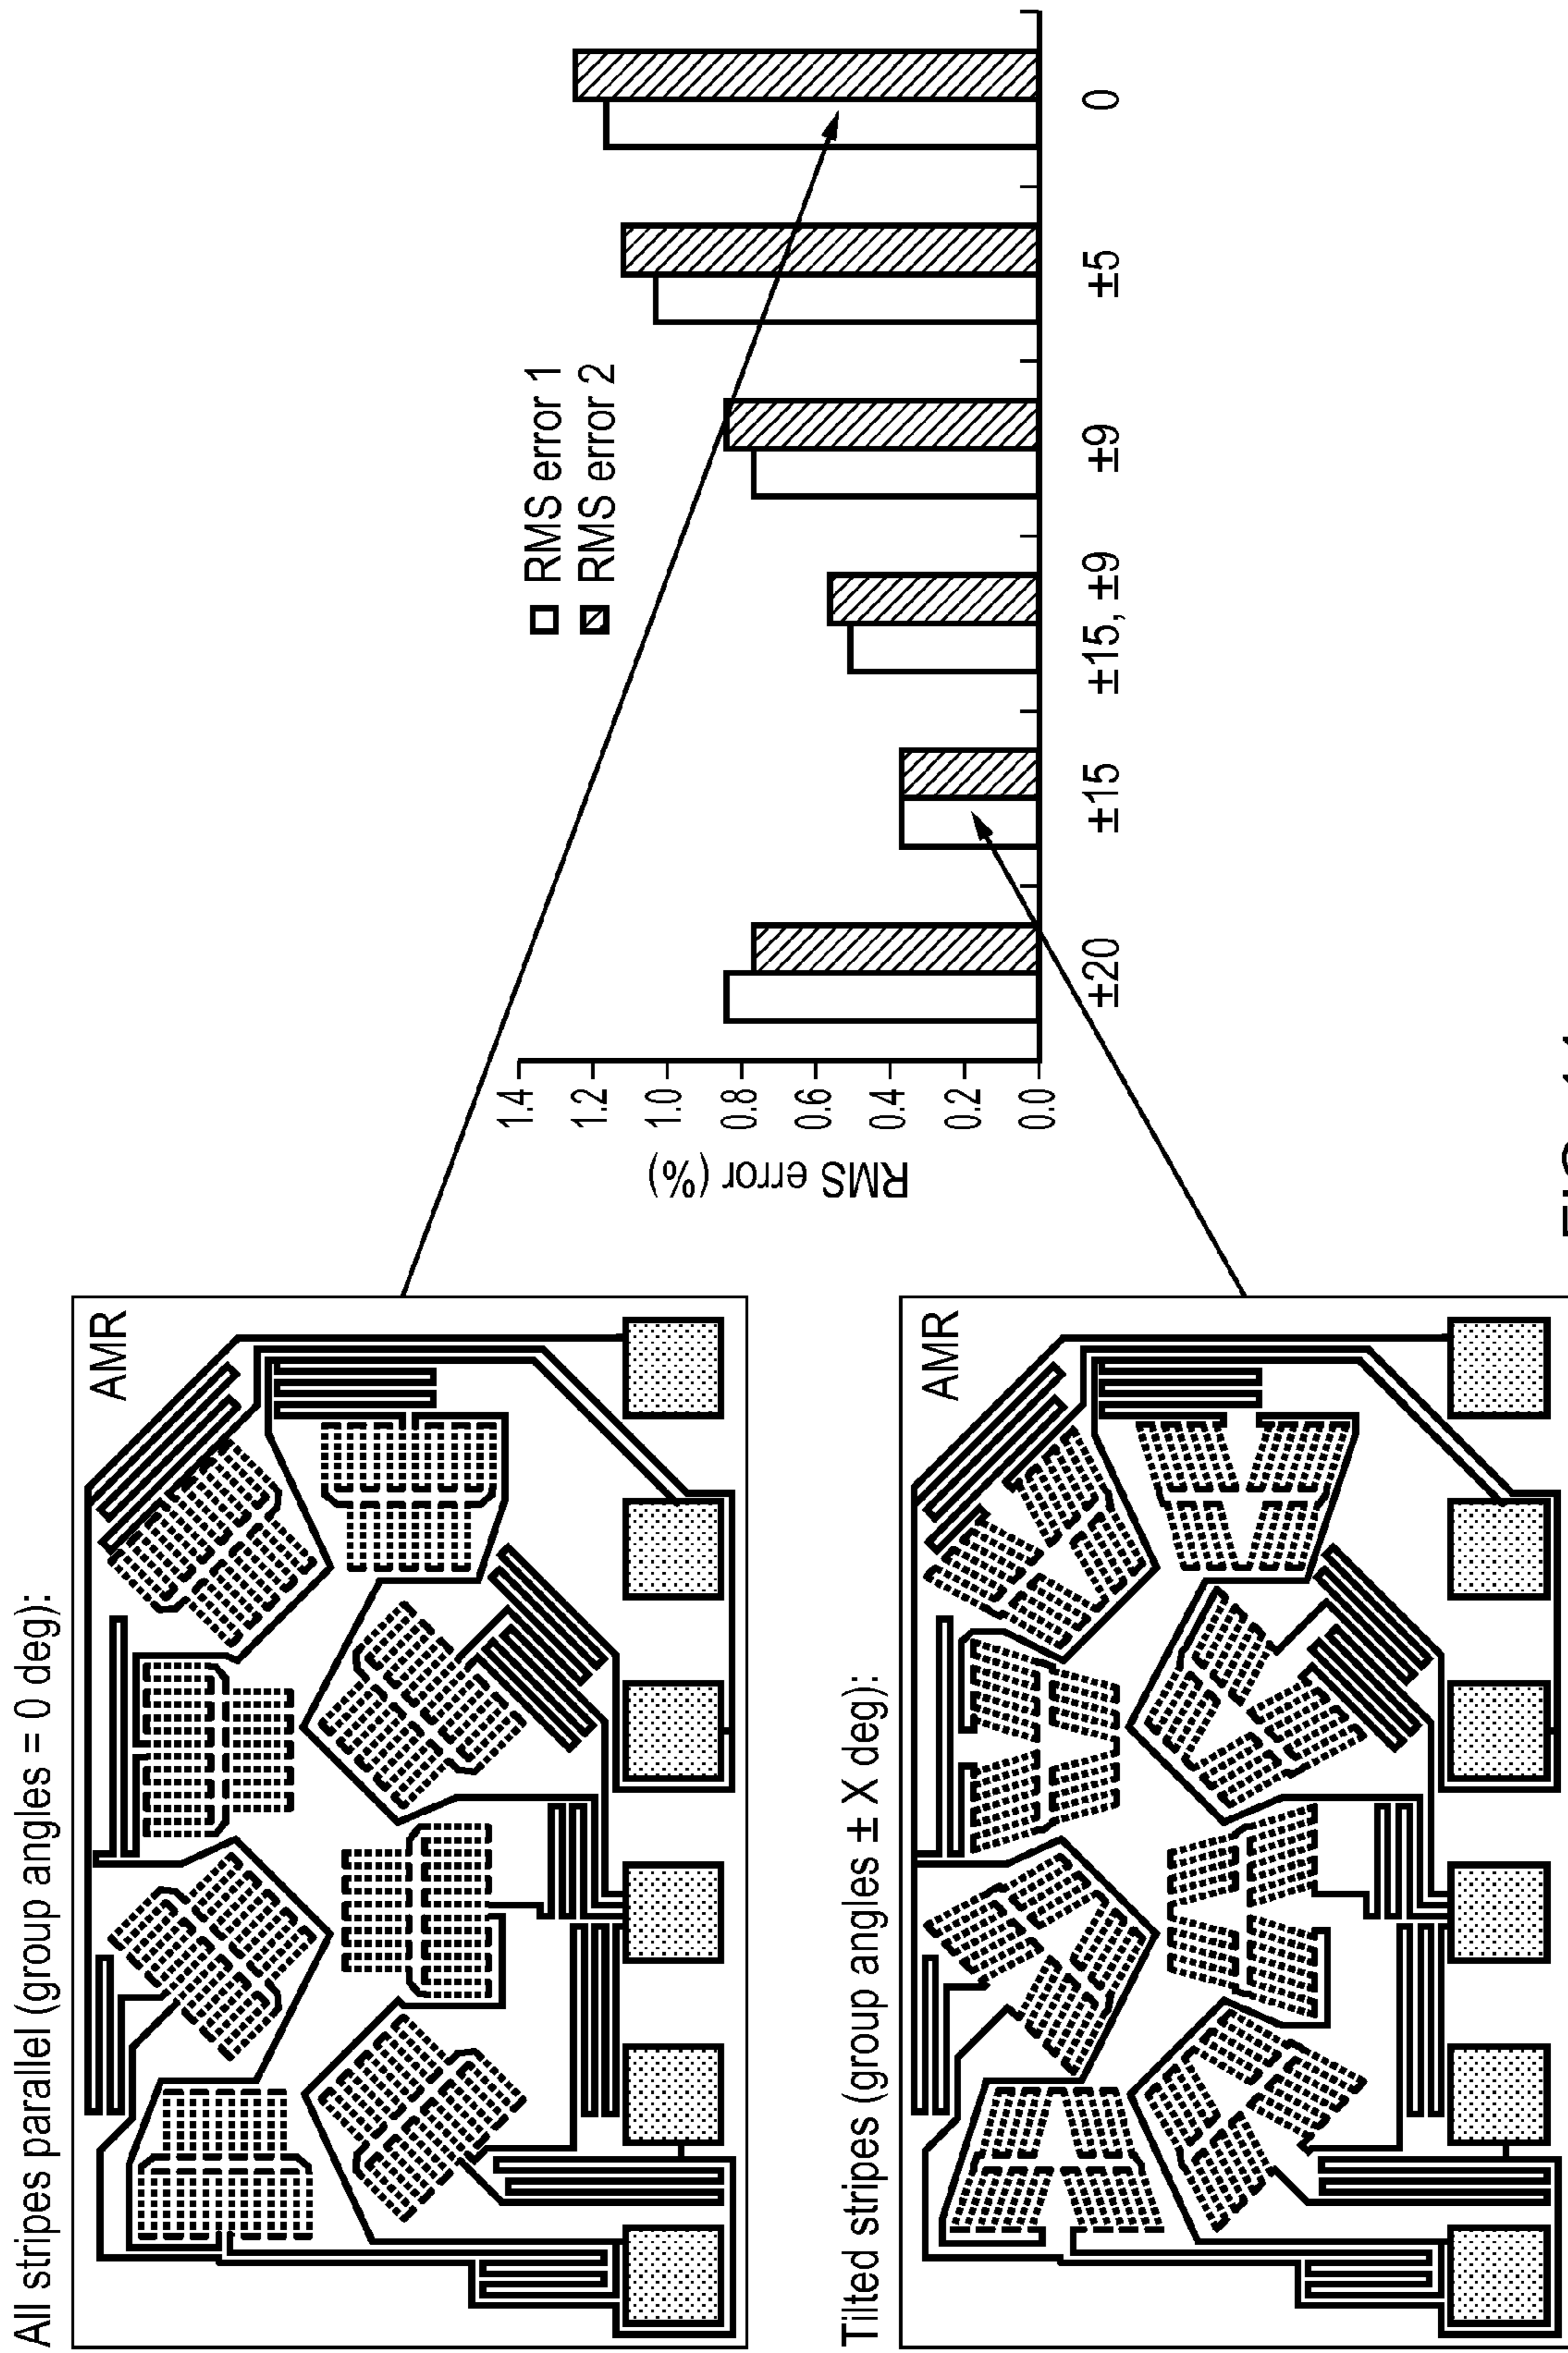 All stripes parallel (group angles = 0 deg):
AMR
Tilted stripes (group angles ± X deg):
AMR
RMS error 1
RMS error 2
RMS error (%)
1.4
1.2
1.0
0.8
0.6
0.4
0.2
0.0
±20
±15
±15, ±9
±9
±5
0